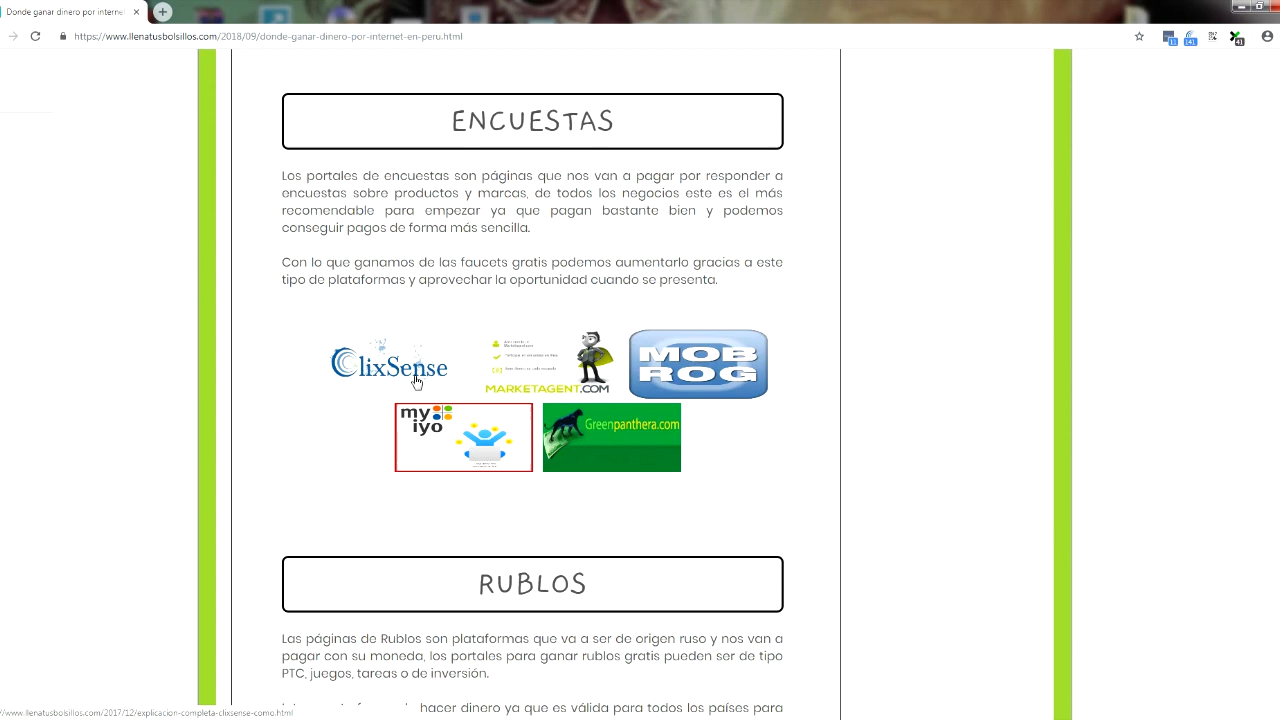 Donde ganar dinero por internet
https://www.llenatusbolsillos.com/2018/09/donde-ganar-dinero-por-internet-en-peru.html
11
141
41
ENCUESTAS
Los portales de encuestas son páginas que nos van a pagar por responder a
encuestas sobre productos y marcas, de todos los negocios este es el más
recomendable para empezar ya que pagan bastante bien y podemos
conseguir pagos de forma más sencilla.
Con lo que ganamos de las faucets gratis podemos aumentarlo gracias a este
tipo de plataformas y aprovechar la oportunidad cuando se presenta.
ClixSense
MARKETAGENT.COM
MOB
ROG
my
iyo
Greenpanthera.com
RUBLOS
Las páginas de Rublos son plataformas que va a ser de origen ruso y nos van a
pagar con su moneda, los portales para ganar rublos gratis pueden ser de tipo
PTC, juegos, tareas o de inversión.
hacer dinero ya que es válida para todos los países para
/www.llenatusbolsillos.com/2017/12/explicacion-completa-clixsense-como.html